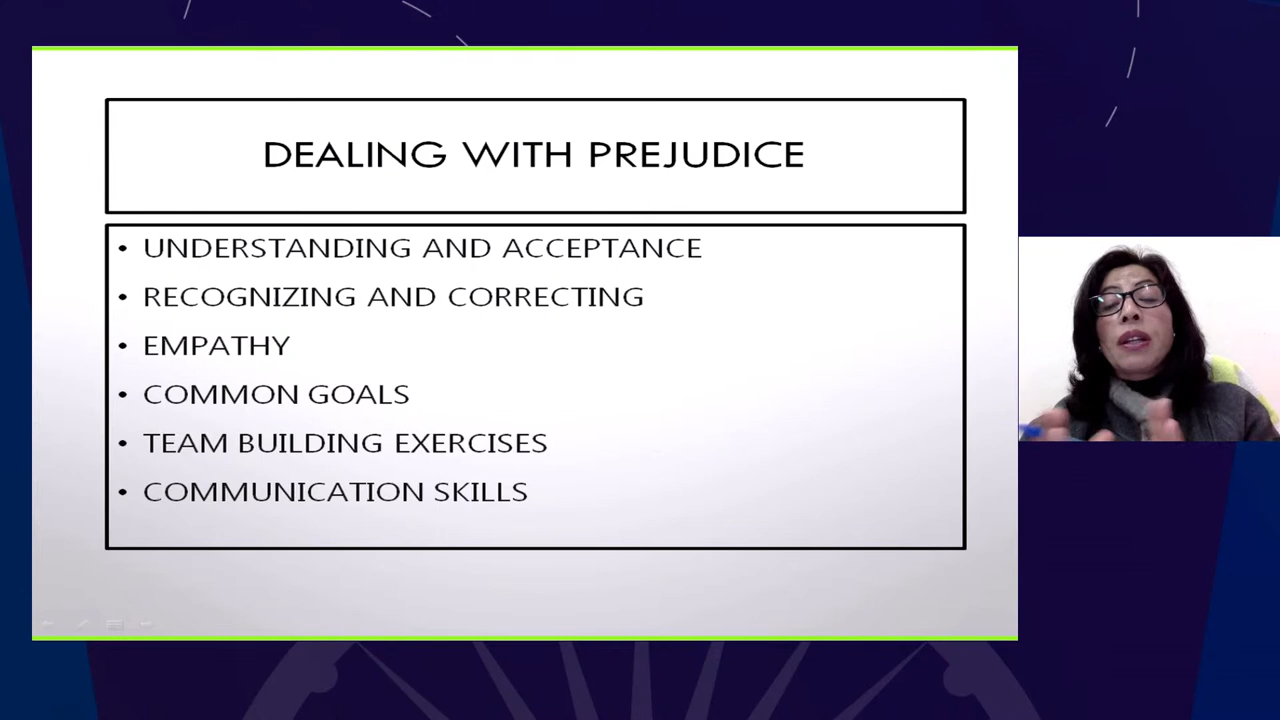 DEALING WITH PREJUDICE
• UNDERSTANDING AND ACCEPTANCE
• RECOGNIZING AND CORRECTING
• EMPATHY
• COMMON GOALS
• TEAM BUILDING EXERCISES
• COMMUNICATION SKILLS